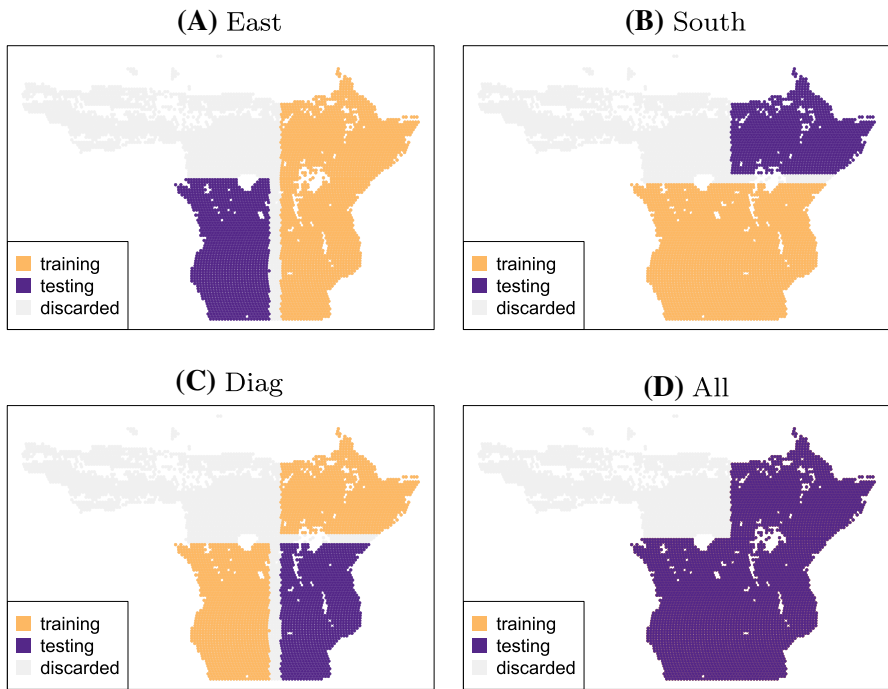 (A) East
training
testing
discarded
(B) South
training
testing
discarded
(C) Diag
training
testing
discarded
(D) All
training
testing
discarded